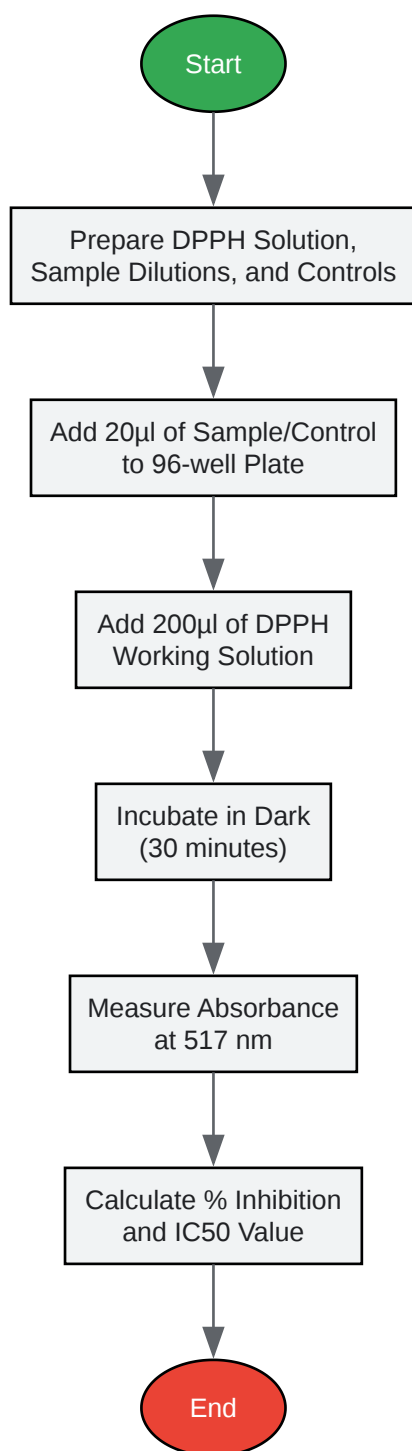 Start
Prepare DPPH Solution,
Sample Dilutions, and Controls
Add 20µl of Sample/Control
to 96-well Plate
Add 200µl of DPPH
Working Solution
Incubate in Dark
(30 minutes)
Measure Absorbance
at 517 nm
Calculate % Inhibition
and IC50 Value
End